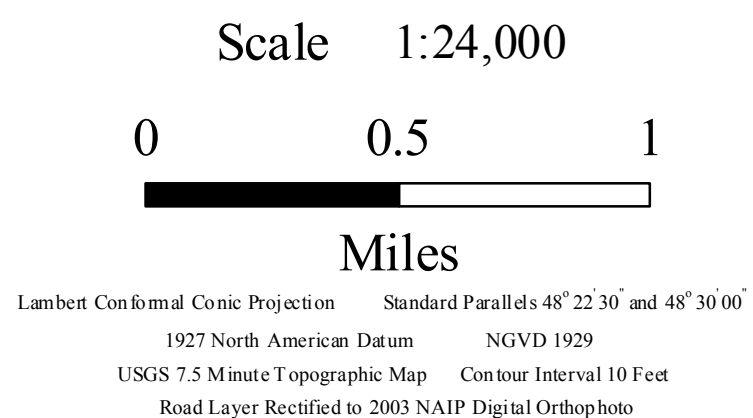 Scale 1:24,000
0 0.5 1
Miles
Lambert Conformal Conic Projection Standard Parallels 48° 22' 30" and 48° 30' 00"
1927 North American Datum NGVD 1929
USGS 7.5 Minute Topographic Map Contour Interval 10 Feet
Road Layer Rectified to 2003 NAIP Digital Orthophoto